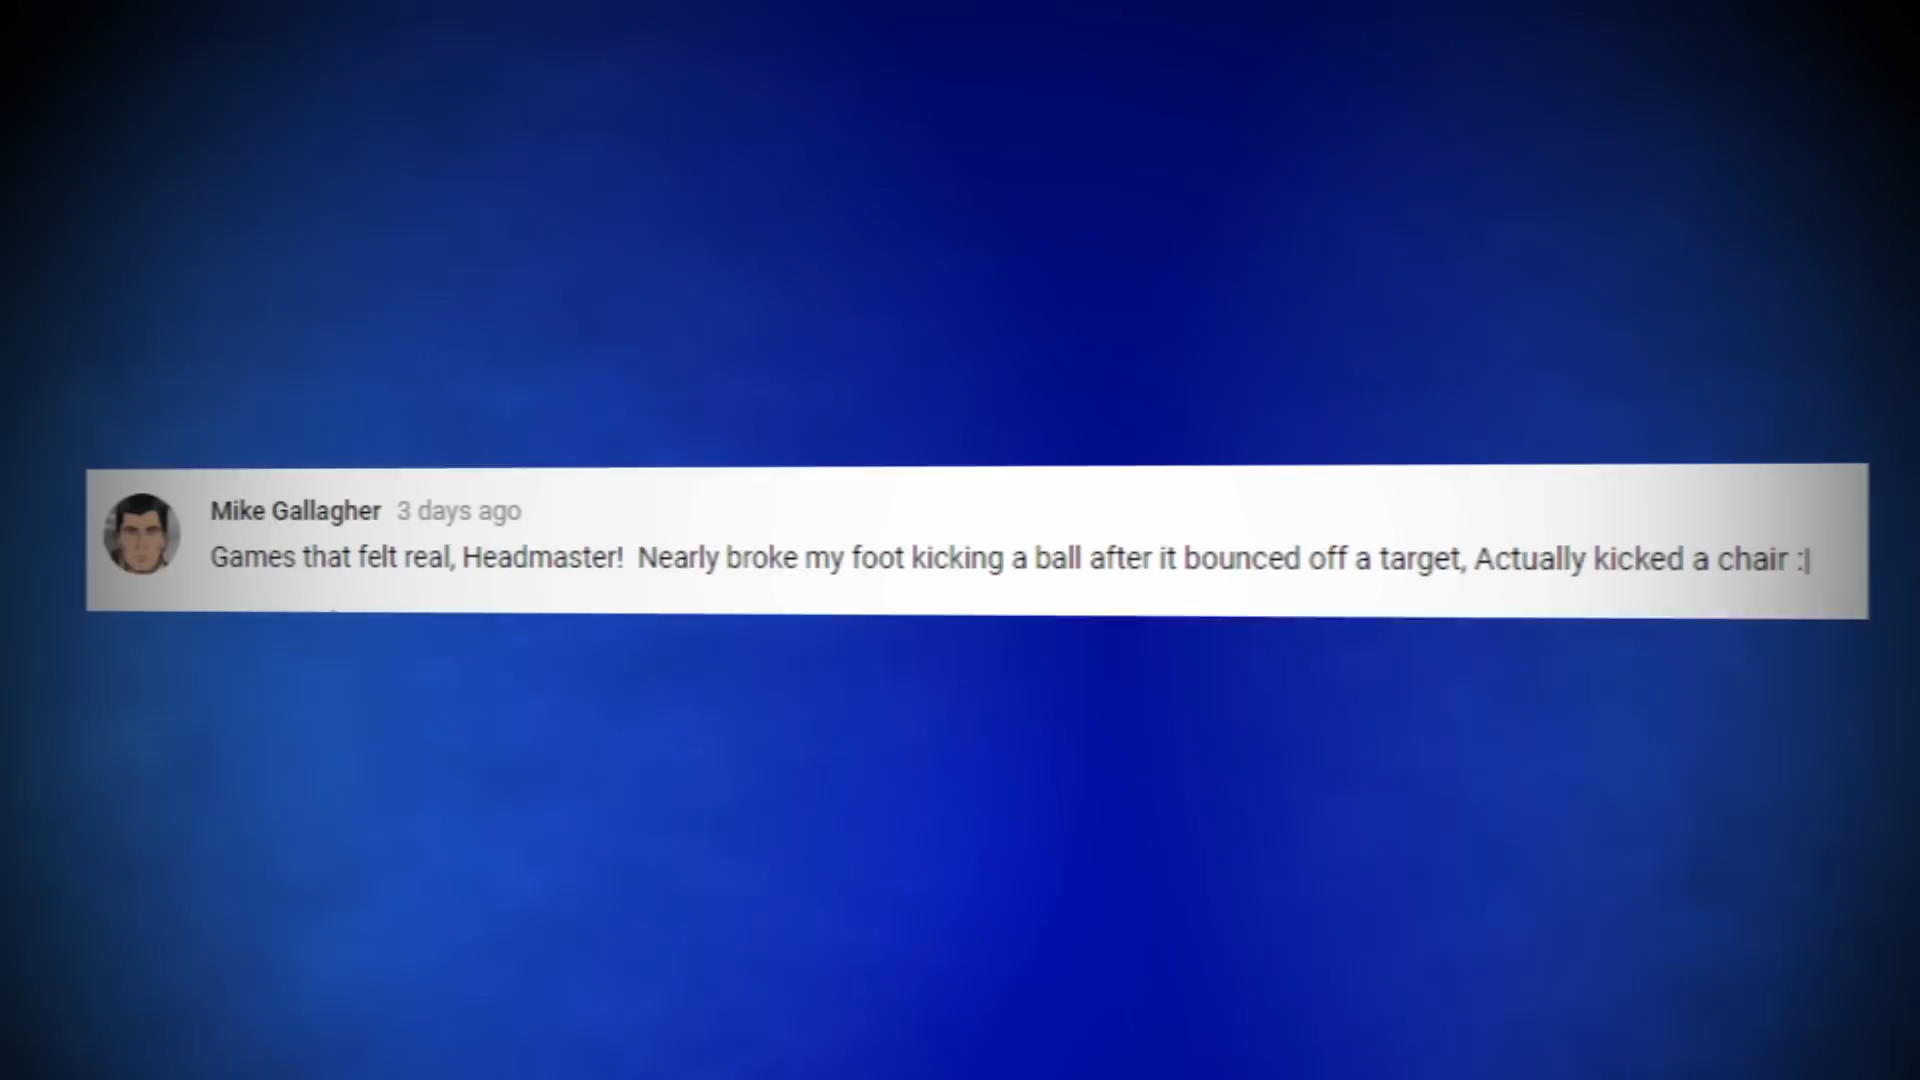 Mike Gallagher 3 days ago
Games that felt real, Headmaster!  Nearly broke my foot kicking a ball after it bounced off a target, Actually kicked a chair :|